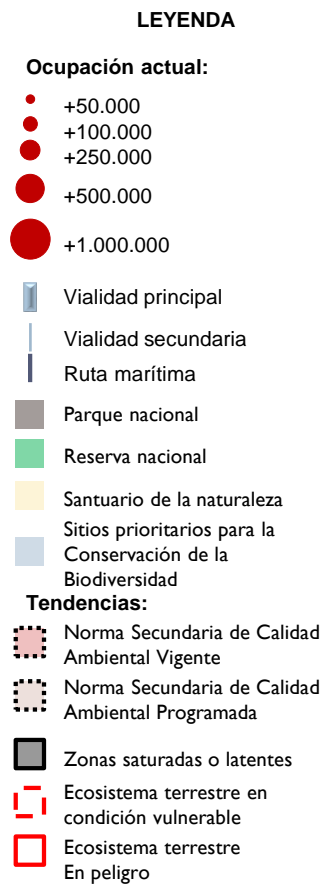 LEYENDA
Ocupación actual:
+50.000
+100.000
+250.000
+500.000
+1.000.000
Vialidad principal
Vialidad secundaria
Ruta marítima
Parque nacional
Reserva nacional
Santuario de la naturaleza
Sitios prioritarios para la
Conservación de la
Biodiversidad
Tendencias:
Norma Secundaria de Calidad
Ambiental Vigente
Norma Secundaria de Calidad
Ambiental Programada
Zonas saturadas o latentes
Ecosistema terrestre en
condición vulnerable
Ecosistema terrestre
En peligro